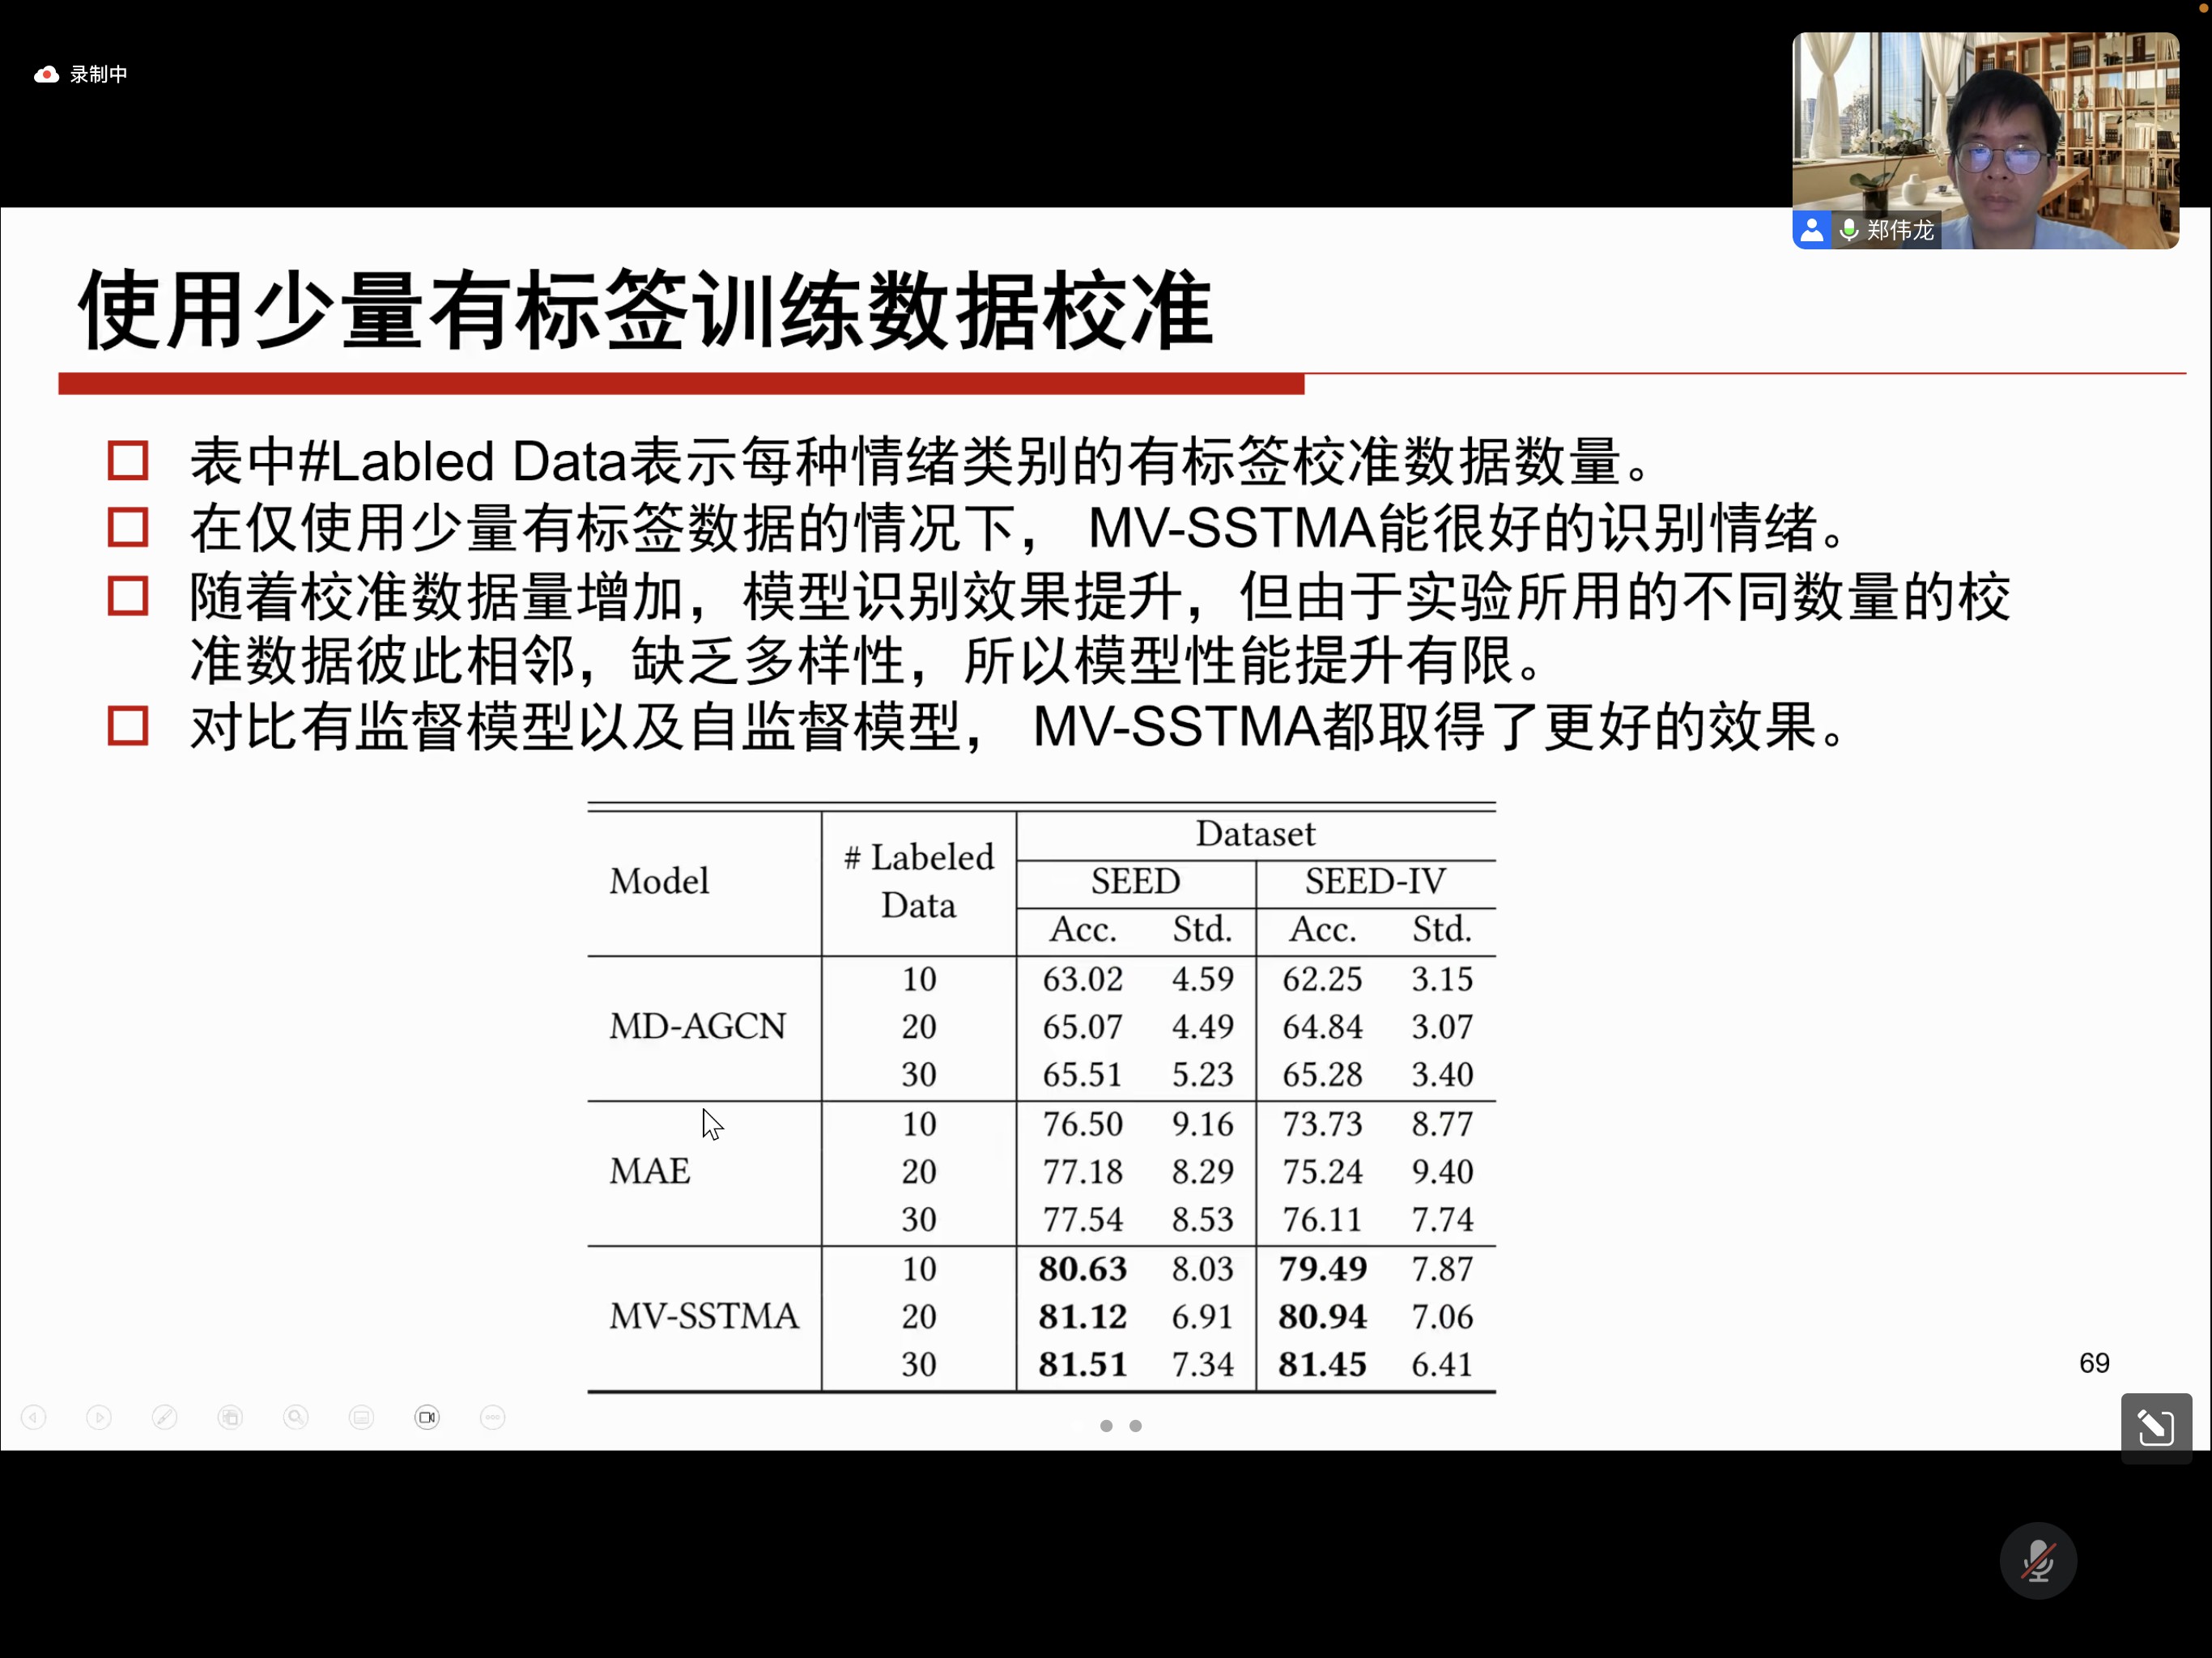 录制中
郑伟龙
使用少量有标签训练数据校准
表中#Labled Data表示每种情绪类别的有标签校准数据数量。
在仅使用少量有标签数据的情况下， MV-SSTMA能很好的识别情绪。
随着校准数据量增加，模型识别效果提升，但由于实验所用的不同数量的校
准数据彼此相邻，缺乏多样性，所以模型性能提升有限。
对比有监督模型以及自监督模型， MV-SSTMA都取得了更好的效果。
Model # Labeled Data Dataset
SEED SEED-IV
Acc. Std. Acc. Std.
MD-AGCN
10 63.02 4.59 62.25 3.15
20 65.07 4.49 64.84 3.07
30 65.51 5.23 65.28 3.40
MAE
10 76.50 9.16 73.73 8.77
20 77.18 8.29 75.24 9.40
30 77.54 8.53 76.11 7.74
MV-SSTMA
10 80.63 8.03 79.49 7.87
20 81.12 6.91 80.94 7.06
30 81.51 7.34 81.45 6.41
69